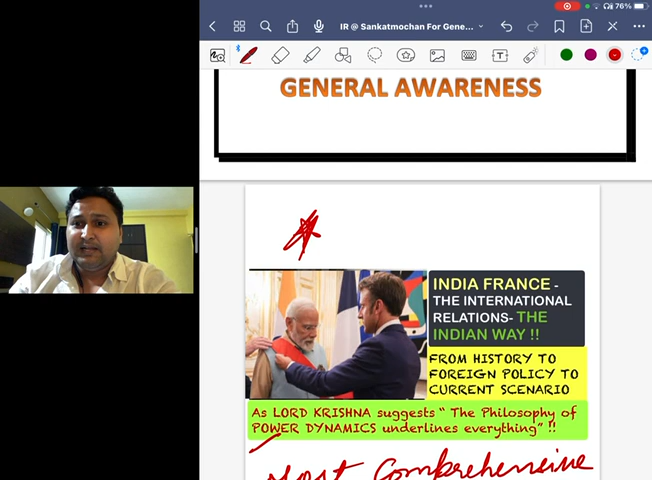 76%
IR @ Sankatmochan For Gene...
GENERAL AWARENESS
INDIA FRANCE -
THE INTERNATIONAL
RELATIONS- THE
INDIAN WAY !!
FROM HISTORY TO
FOREIGN POLICY TO
CURRENT SCENARIO
As LORD KRISHNA suggests “ The Philosophy of
POWER DYNAMICS underlines everything” !!
Most Comprehensive